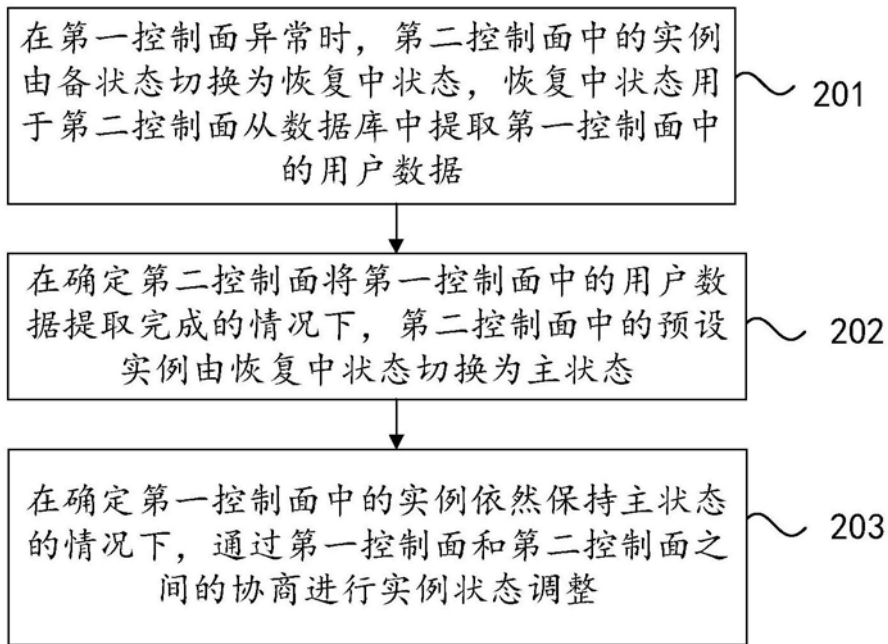 在第一控制面异常时，第二控制面中的实例
由备状态切换为恢复中状态，恢复中状态用
于第二控制面从数据库中提取第一控制面中
的用户数据
201
在确定第二控制面将第一控制面中的用户数
据提取完成的情况下，第二控制面中的预设
实例由恢复中状态切换为主状态
202
在确定第一控制面中的实例依然保持主状态
的情况下，通过第一控制面和第二控制面之
间的协商进行实例状态调整
203